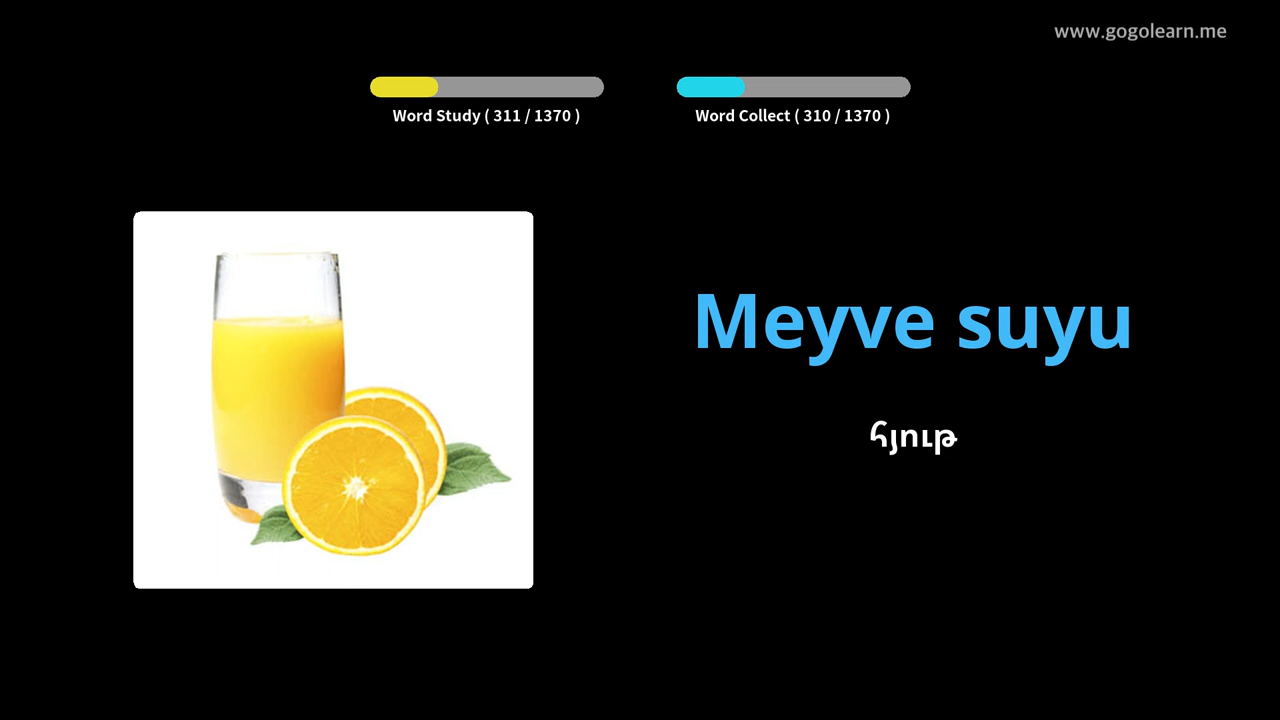 www.gogolearn.me
Word Study ( 311 / 1370 )
Word Collect ( 310 / 1370 )
Meyve suyu
հյութ